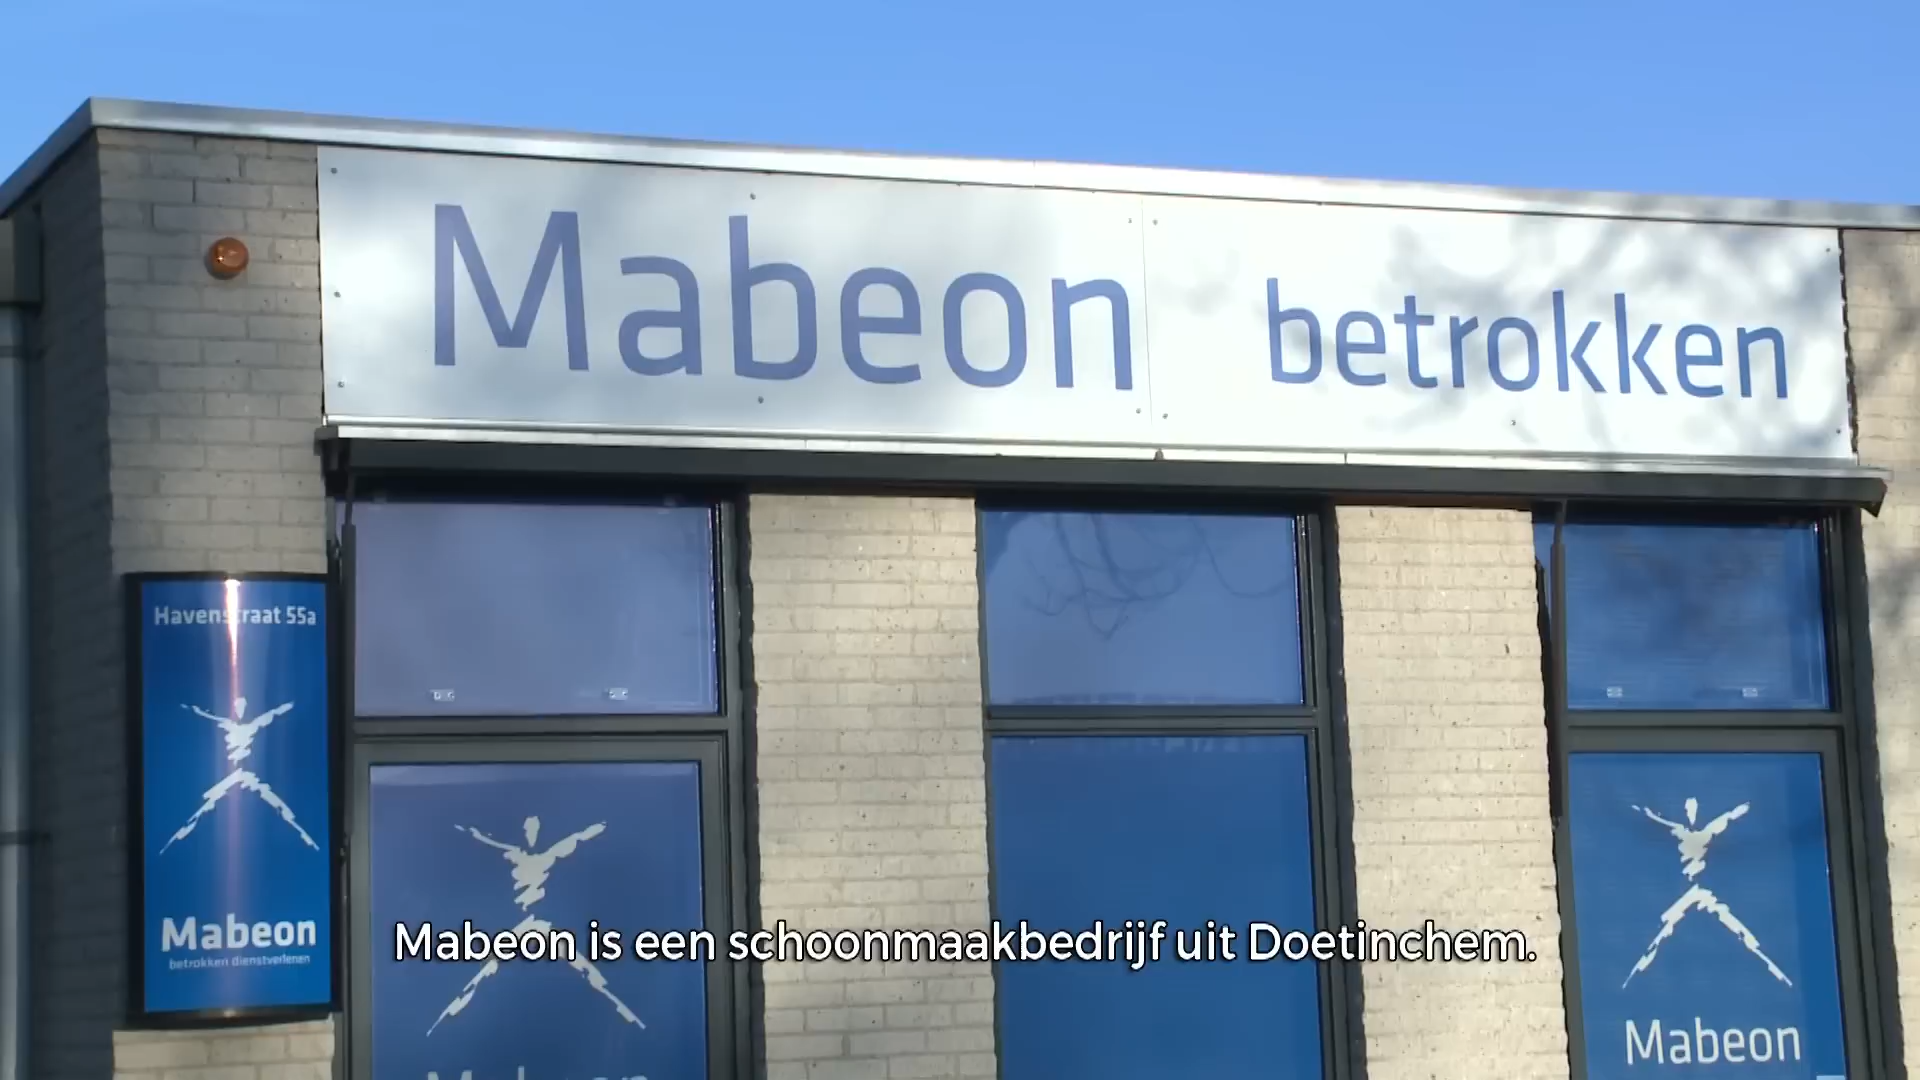 Mabeon betrokken
Havenstraat 55a
Mabeon
betrokken dienstverlenen
Mabeon is een schoonmaakbedrijf uit Doetinchem.
Mabeon